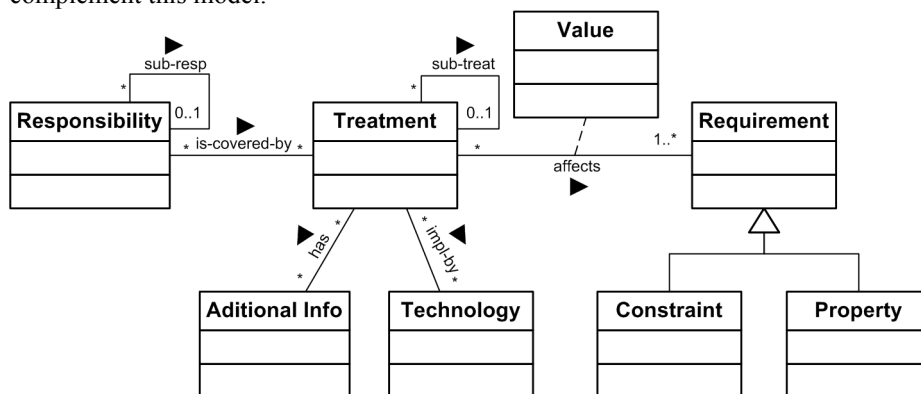 complement this model.
Value
sub-resp
sub-treat
*
0..1
*
0..1
Responsibility
Treatment
Requirement
* is-covered-by *
*
1..*
affects
has
*
*
impl-by
*
*
Aditional Info
Technology
Constraint
Property